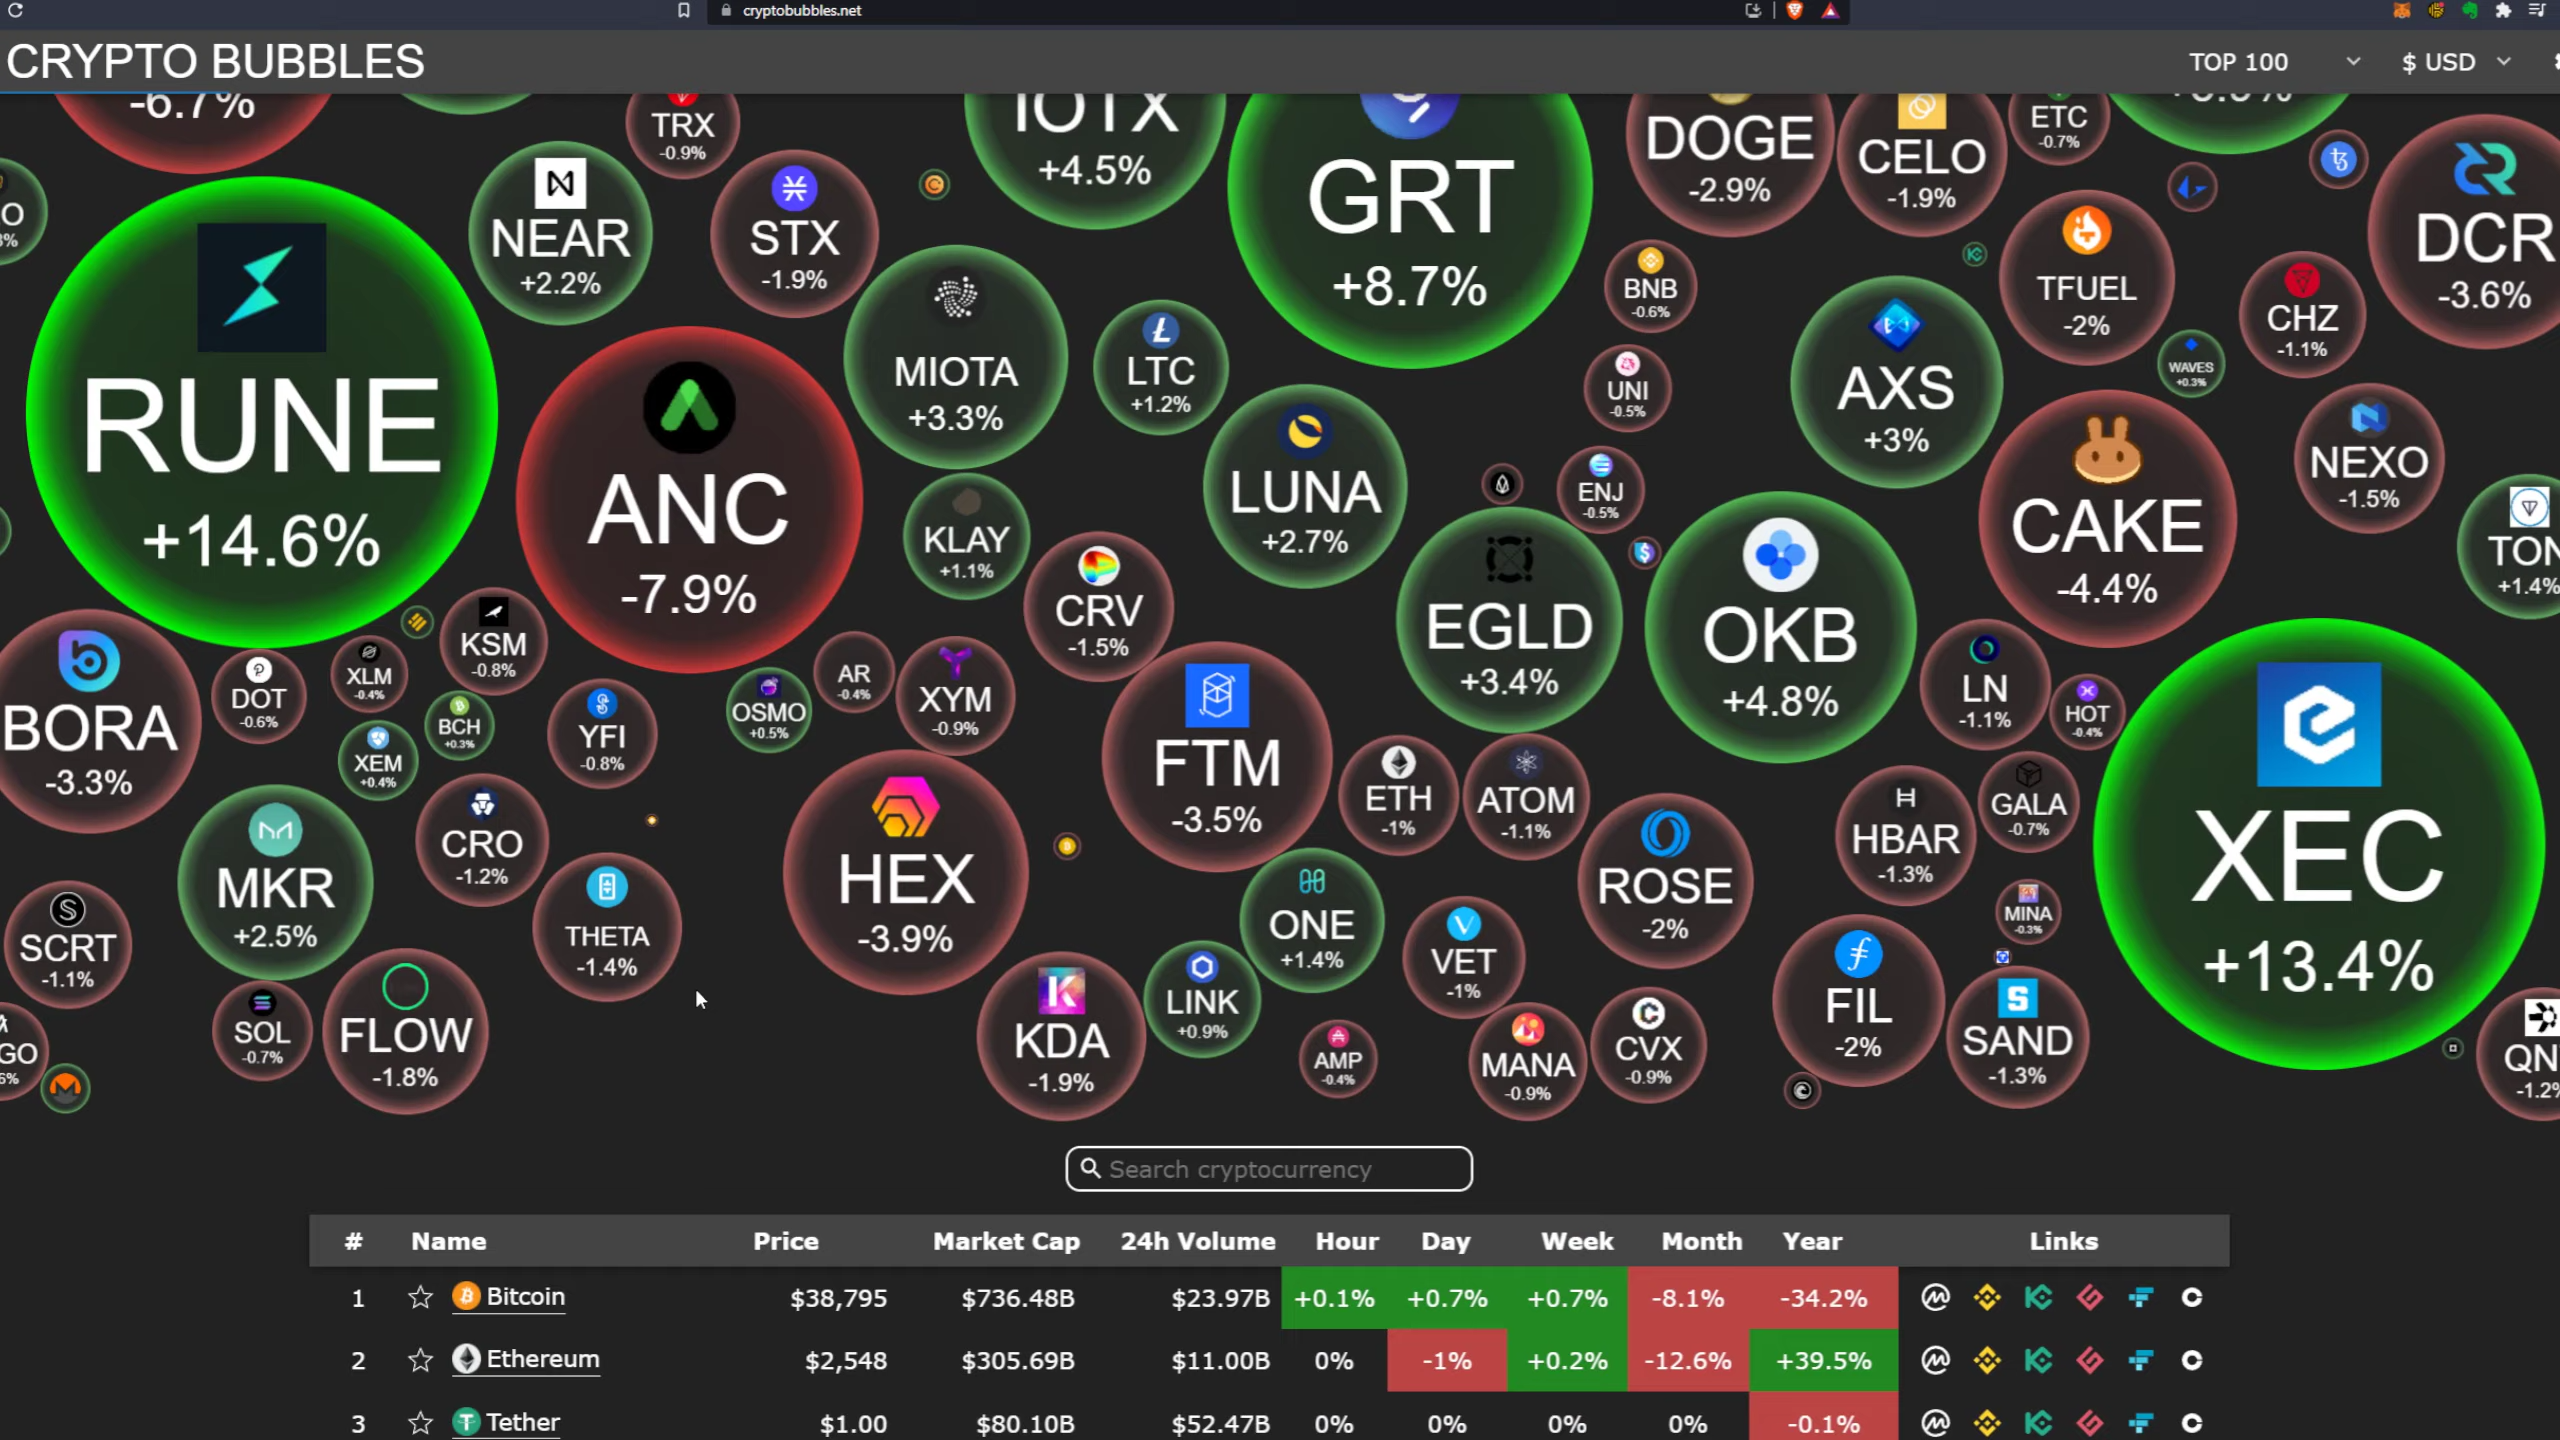 cryptobubbles.net
CRYPTO BUBBLES
TOP 100
$ USD
-6.7%
TRX
-0.9%
IOTX
+4.5%
GRT
+8.7%
DOGE
-2.9%
CELO
-1.9%
ETC
-0.7%
DCR
-3.6%
RUNE
+14.6%
NEAR
+2.2%
STX
-1.9%
MIOTA
+3.3%
LTC
+1.2%
BNB
-0.6%
UNI
-0.5%
AXS
+3%
TFUEL
-2%
WAVES
+0.3%
CHZ
-1.1%
NEXO
-1.5%
TON
+1.4%
ANC
-7.9%
KLAY
+1.1%
CRV
-1.5%
LUNA
+2.7%
ENJ
-0.5%
EGLD
+3.4%
OKB
+4.8%
CAKE
-4.4%
BORA
-3.3%
DOT
-0.6%
XLM
-0.4%
KSM
-0.8%
BCH
+0.3%
XEM
+0.4%
YFI
-0.8%
OSMO
+0.5%
AR
-0.4%
XYM
-0.9%
FTM
-3.5%
ETH
-1%
ATOM
-1.1%
LN
-1.1%
HOT
-0.4%
XEC
+13.4%
MKR
+2.5%
CRO
-1.2%
THETA
-1.4%
HEX
-3.9%
ONE
+1.4%
ROSE
-2%
HBAR
-1.3%
GALA
-0.7%
MINA
-0.3%
SCRT
-1.1%
SOL
-0.7%
FLOW
-1.8%
KDA
-1.9%
LINK
+0.9%
VET
-1%
AMP
-0.4%
MANA
-0.9%
CVX
-0.9%
FIL
-2%
SAND
-1.3%
QN
-1.2%
Search cryptocurrency
# Name Price Market Cap 24h Volume Hour Day Week Month Year Links
1 Bitcoin $38,795 $736.48B $23.97B +0.1% +0.7% +0.7% -8.1% -34.2%
2 Ethereum $2,548 $305.69B $11.00B 0% -1% +0.2% -12.6% +39.5%
3 Tether $1.00 $80.10B $52.47B 0% 0% 0% 0% -0.1%